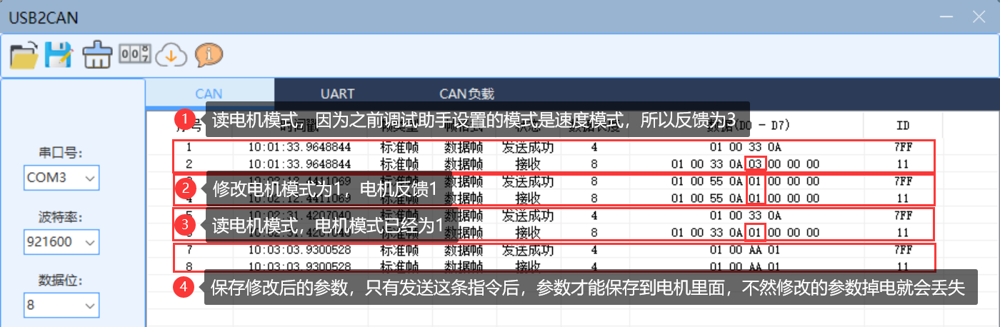 USB2CAN
CAN UART CAN负载
1 读电机模式，因为之前调试助手设置的模式是速度模式，所以反馈为3
序号 时间戳 帧类型 帧格式 状态 数据长度 数据(D0 - D7) ID
1 10:01:33.9648844 标准帧 数据帧 发送成功 4 01 00 33 0A 7FF
2 10:01:33.9648844 标准帧 数据帧 接收 8 01 00 33 0A 03 00 00 00 11
3 10:02:12.4411069 标准帧 数据帧 发送成功 8 01 00 55 0A 01 00 00 00 7FF
2 修改电机模式为1，电机反馈1
4 10:02:12.4411069 标准帧 数据帧 接收 8 01 00 55 0A 01 00 00 00 11
5 10:02:31.4207040 标准帧 数据帧 发送成功 4 01 00 33 0A 7FF
3 读电机模式，电机模式已经为1
6 10:02:31.4207040 标准帧 数据帧 接收 8 01 00 33 0A 01 00 00 00 11
7 10:03:03.9300528 标准帧 数据帧 发送成功 4 01 00 AA 01 7FF
8 10:03:03.9300528 标准帧 数据帧 接收 4 01 00 AA 01 11
4 保存修改后的参数，只有发送这条指令后，参数才能保存到电机里面，不然修改的参数掉电就会丢失
串口号:
COM3
波特率:
921600
数据位:
8